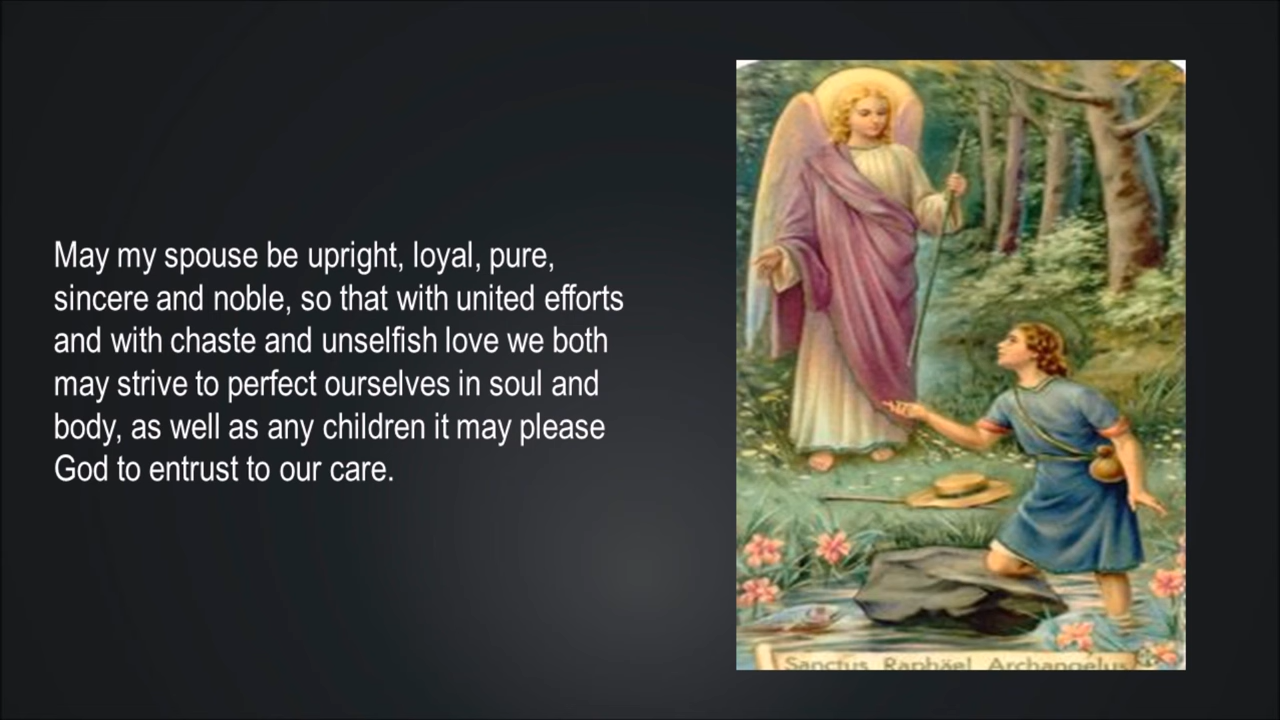 May my spouse be upright, loyal, pure,
sincere and noble, so that with united efforts
and with chaste and unselfish love we both
may strive to perfect ourselves in soul and
body, as well as any children it may please
God to entrust to our care.
Sanctus Raphäel Archangelus